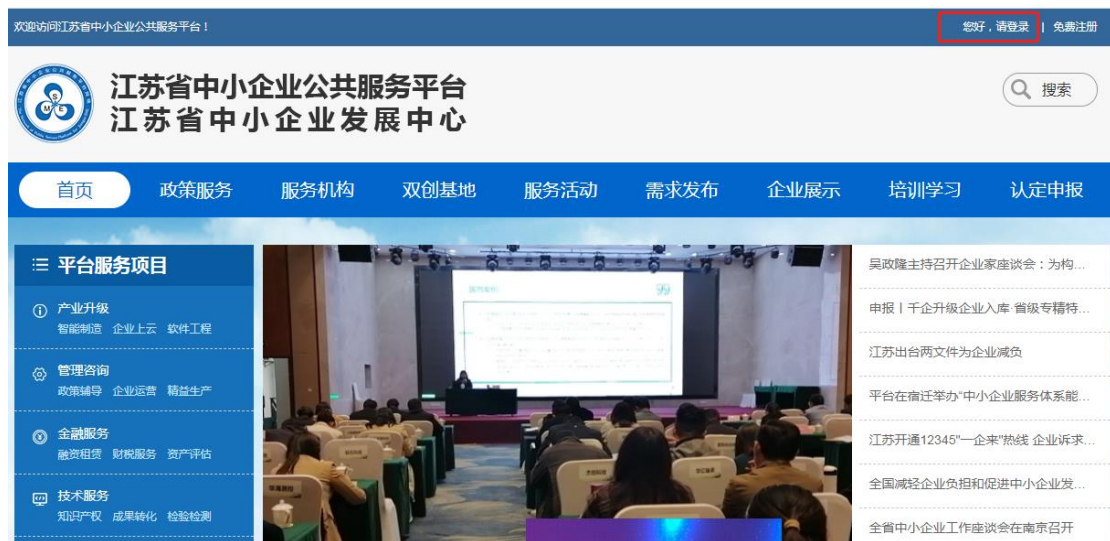 欢迎访问江苏省中小企业公共服务平台！
您好，请登录 | 免费注册
S
M E
江苏省中小企业公共服务平台
江苏省中小企业发展中心
搜索
首页 政策服务 服务机构 双创基地 服务活动 需求发布 企业展示 培训学习 认定申报
平台服务项目
产业升级
智能制造 企业上云 软件工程
管理咨询
政策辅导 企业运营 精益生产
金融服务
融资租赁 财税服务 资产评估
技术服务
知识产权 成果转化 检验检测
吴政隆主持召开企业家座谈会：为构...
申报丨千企升级企业入库 省级专精特...
江苏出台两文件为企业减负
平台在宿迁举办“中小企业服务体系能...
江苏开通12345"一企来"热线 企业诉求...
全国减轻企业负担和促进中小企业发...
全省中小企业工作座谈会在南京召开